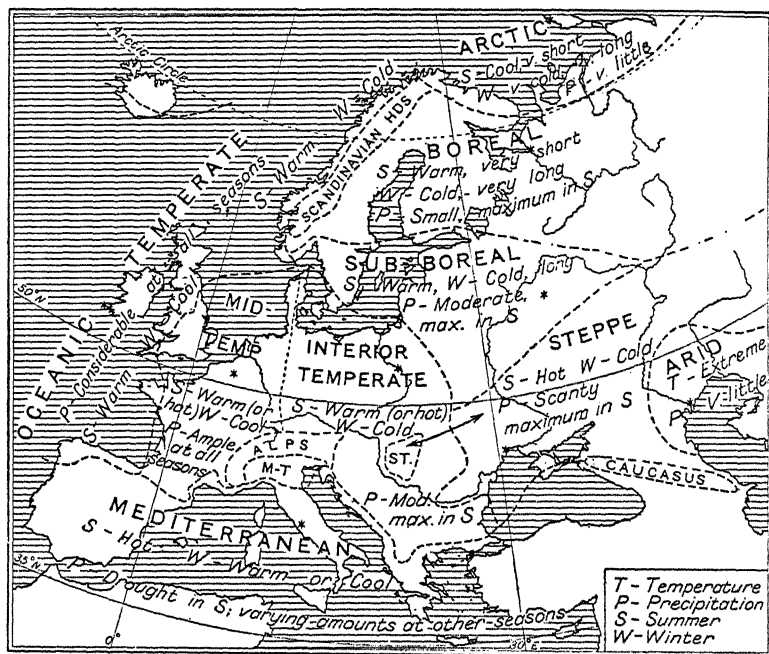 Arctic Circle
ARCTIC
S - Cool v. short
W - v. cold, v. long
P - v. little
W - Cold
S - Warm
SCANDINAVIAN HDS
BOREAL
S - Warm, very short
W - Cold, very long
P - Small, maximum in S
OCEANIC TEMPERATE
P - Considerable at all seasons
S - Warm
W - Cool
50°N
SUB-BOREAL
S - Warm, W - Cold, long
P - Moderate,
max. in S
MID-
TEMP
S - Warm (or
hot) W - Cool
P - Ample
at all
seasons
INTERIOR
TEMPERATE
S - Warm (or hot)
W - Cold
P - Mod.
max. in S
STEPPE
S - Hot W - Cold
P - Scanty
maximum in S
ARID
T - Extreme
P - V. little
ALPS
M-T
ST.
CAUCASUS
MEDITERRANEAN
S - Hot W - Warm or Cool
P - Drought in S; varying amounts at other seasons
35°N
0°
30°E
T - Temperature
P - Precipitation
S - Summer
W - Winter